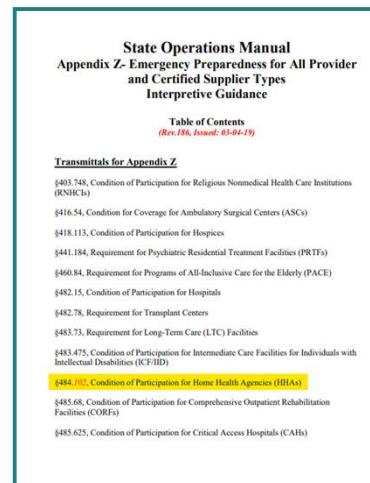 State Operations Manual
Appendix Z- Emergency Preparedness for All Provider
and Certified Supplier Types
Interpretive Guidance
Table of Contents
(Rev.186, Issued: 03-04-19)
Transmittals for Appendix Z
§403.748, Condition of Participation for Religious Nonmedical Health Care Institutions
(RNHCIs)
§416.54, Condition for Coverage for Ambulatory Surgical Centers (ASCs)
§418.113, Condition of Participation for Hospices
§441.184, Requirement for Psychiatric Residential Treatment Facilities (PRTFs)
§460.84, Requirement for Programs of All-Inclusive Care for the Elderly (PACE)
§482.15, Condition of Participation for Hospitals
§482.78, Requirement for Transplant Centers
§483.73, Requirement for Long-Term Care (LTC) Facilities
§483.475, Condition of Participation for Intermediate Care Facilities for Individuals with
Intellectual Disabilities (ICF/IID)
§484.102, Condition of Participation for Home Health Agencies (HHAs)
§485.68, Condition of Participation for Comprehensive Outpatient Rehabilitation
Facilities (CORFs)
§485.625, Condition of Participation for Critical Access Hospitals (CAHs)